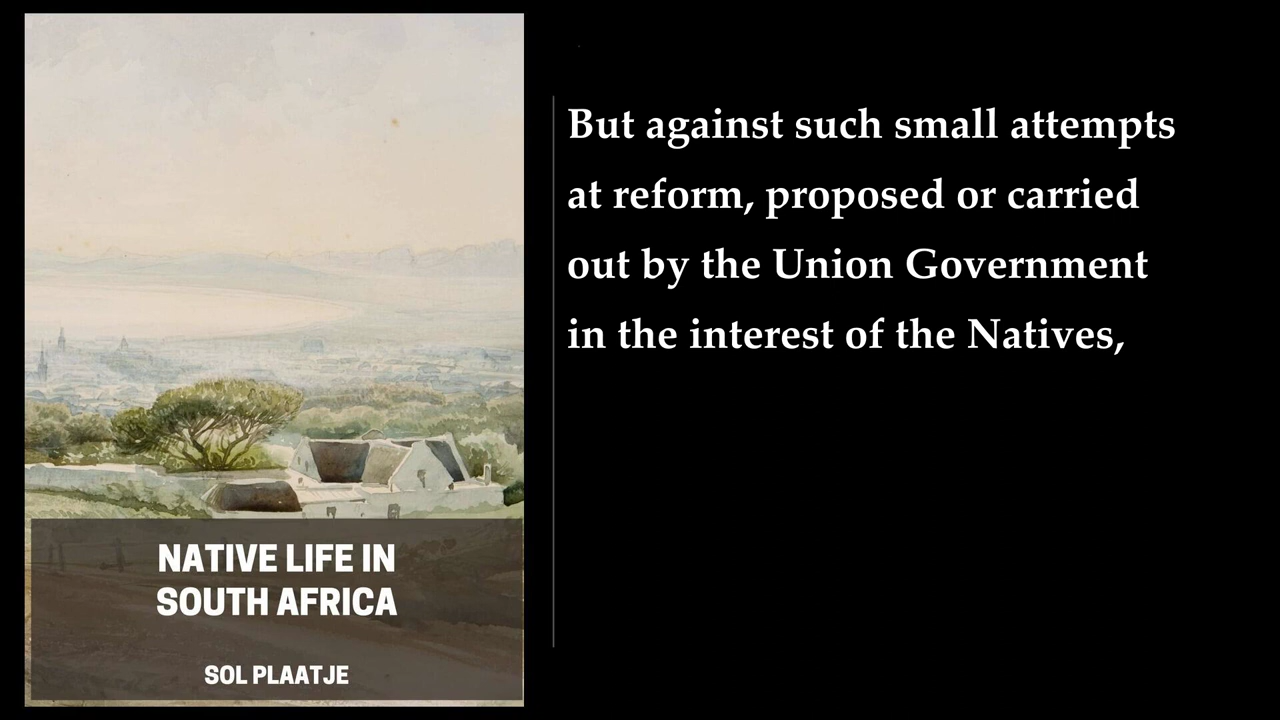 NATIVE LIFE IN
SOUTH AFRICA
SOL PLAATJE
But against such small attempts
at reform, proposed or carried
out by the Union Government
in the interest of the Natives,